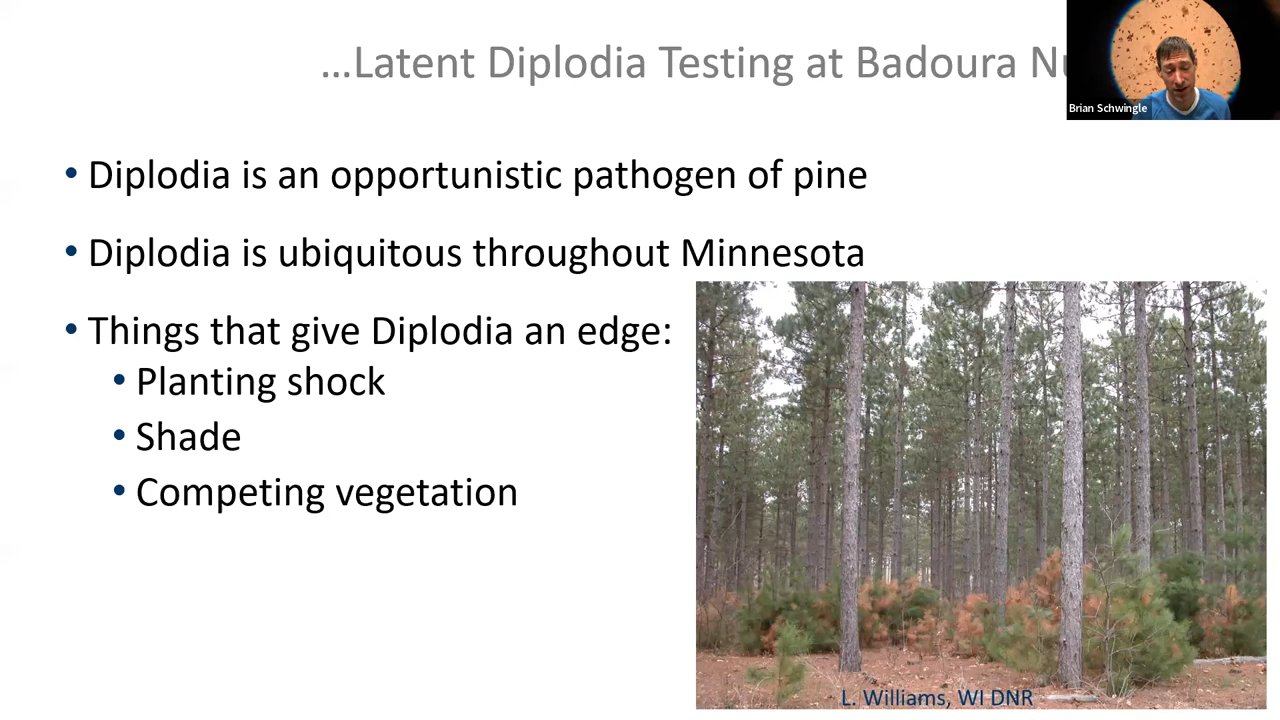 ...Latent Diplodia Testing at Badoura
Brian Schwingle
• Diplodia is an opportunistic pathogen of pine
• Diplodia is ubiquitous throughout Minnesota
• Things that give Diplodia an edge:
• Planting shock
• Shade
• Competing vegetation
L. Williams, WI DNR